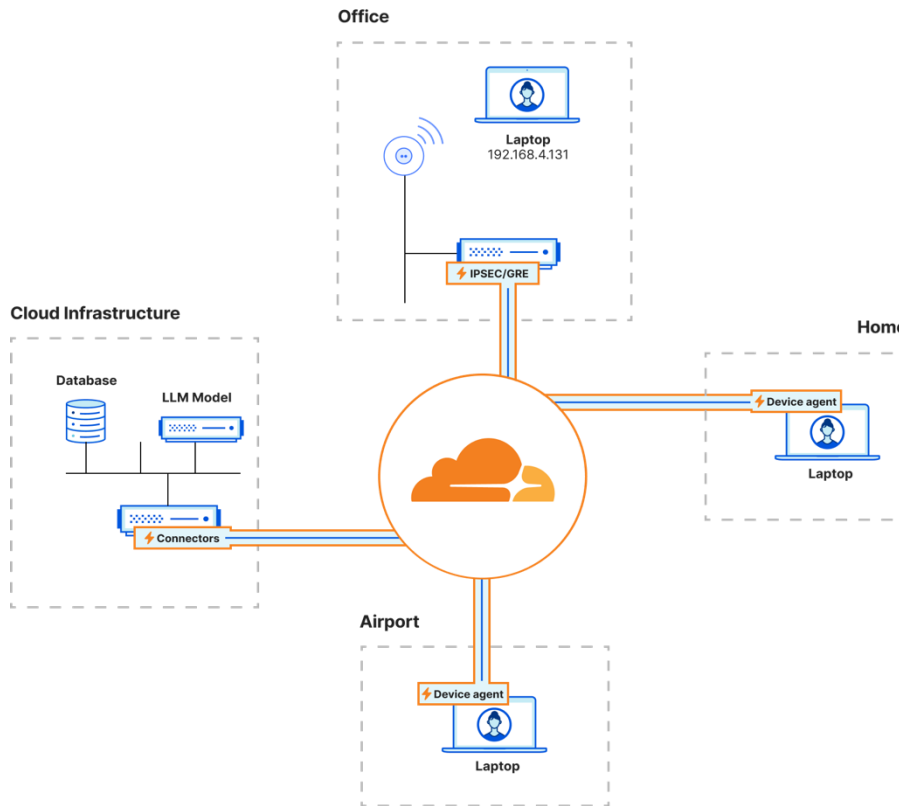 Office
Laptop
192.168.4.131
IPSEC/GRE
Cloud Infrastructure
Database
LLM Model
Connectors
Home
Device agent
Laptop
Airport
Device agent
Laptop